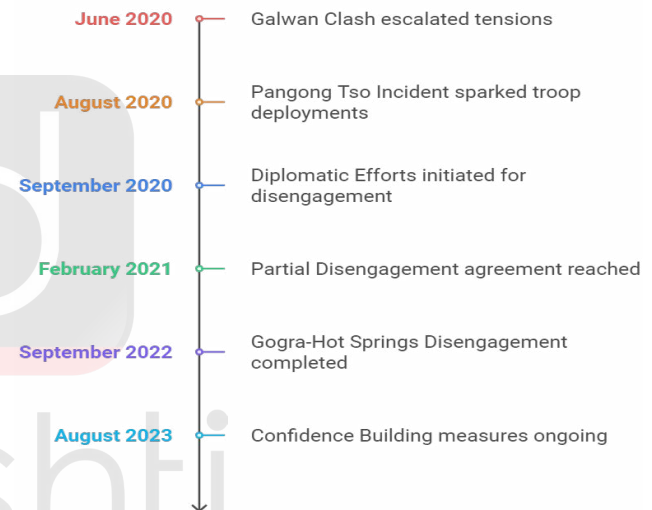 June 2020 Galwan Clash escalated tensions
August 2020 Pangong Tso Incident sparked troop
deployments
September 2020 Diplomatic Efforts initiated for
disengagement
February 2021 Partial Disengagement agreement reached
September 2022 Gogra-Hot Springs Disengagement
completed
August 2023 Confidence Building measures ongoing
shti